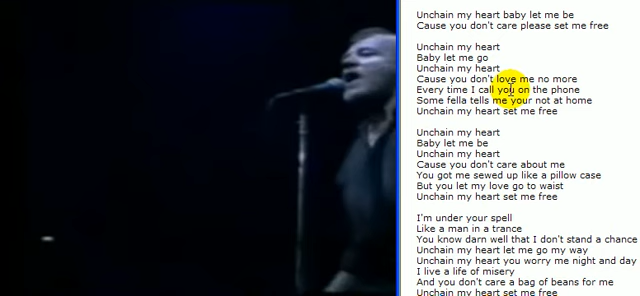 Unchain my heart baby let me be
Cause you don't care please set me free
Unchain my heart
Baby let me go
Unchain my heart
Cause you don't love me no more
Every time I call you on the phone
Some fella tells me your not at home
Unchain my heart set me free
Unchain my heart
Baby let me be
Unchain my heart
Cause you don't care about me
You got me sewed up like a pillow case
But you let my love go to waist
Unchain my heart set me free
I'm under your spell
Like a man in a trance
You know darn well that I don't stand a chance
Unchain my heart let me go my way
Unchain my heart you worry me night and day
I live a life of misery
And you don't care a bag of beans for me
Unchain my heart set me free